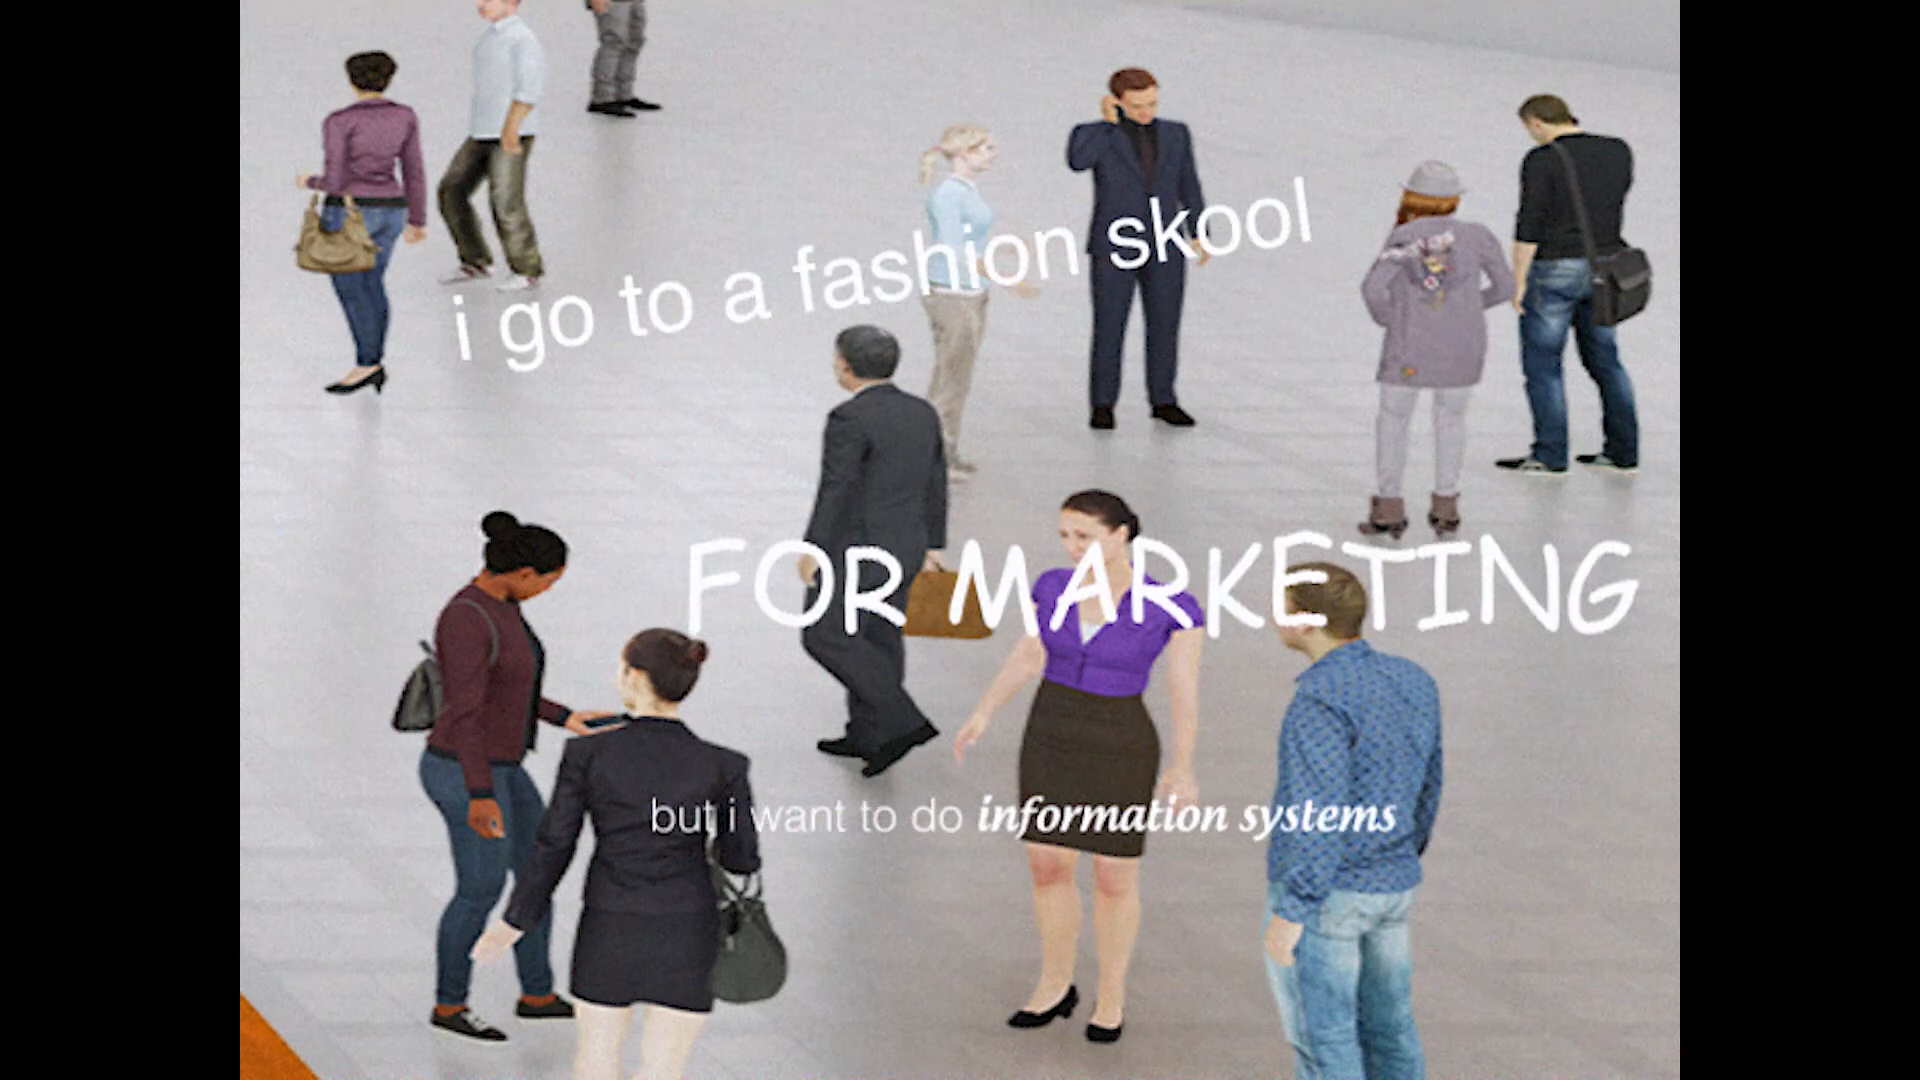 i go to a fashion skool
FOR MARKETING
but i want to do information systems